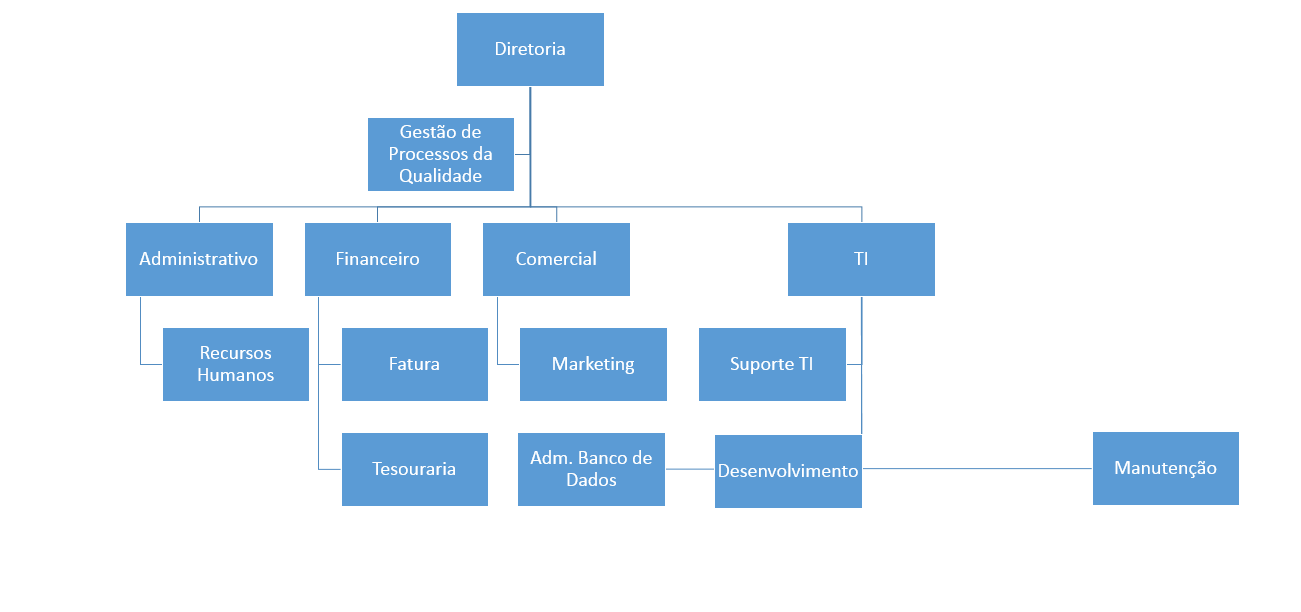 Diretoria
Gestão de
Processos da
Qualidade
Administrativo
Financeiro
Comercial
TI
Recursos
Humanos
Fatura
Marketing
Suporte TI
Tesouraria
Adm. Banco de
Dados
Desenvolvimento
Manutenção